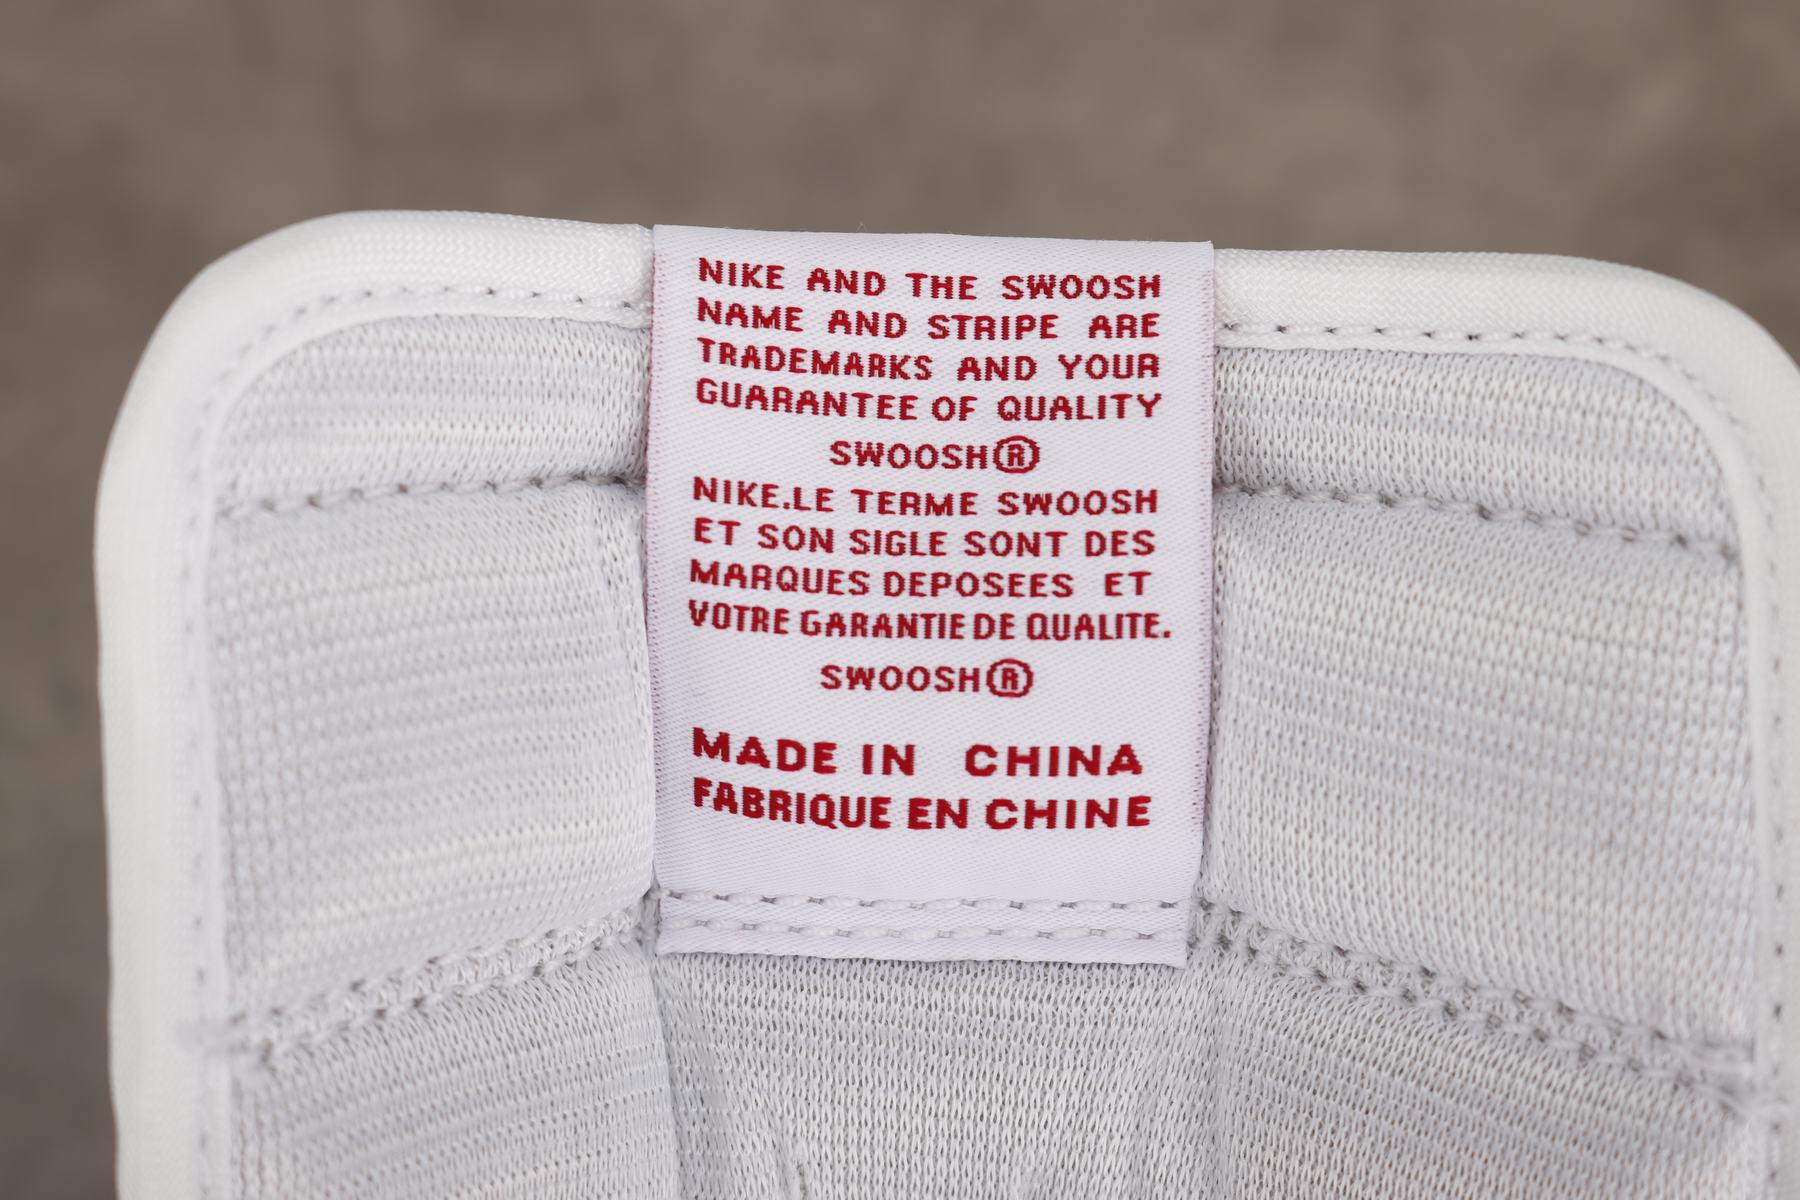 NIKE AND THE SWOOSH
NAME AND STRIPE ARE
TRADEMARKS AND YOUR
GUARANTEE OF QUALITY
SWOOSH®
NIKE.LE TERME SWOOSH
ET SON SIGLE SONT DES
MARQUES DEPOSEES ET
VOTRE GARANTIE DE QUALITE.
SWOOSH®
MADE IN CHINA
FABRIQUE EN CHINE